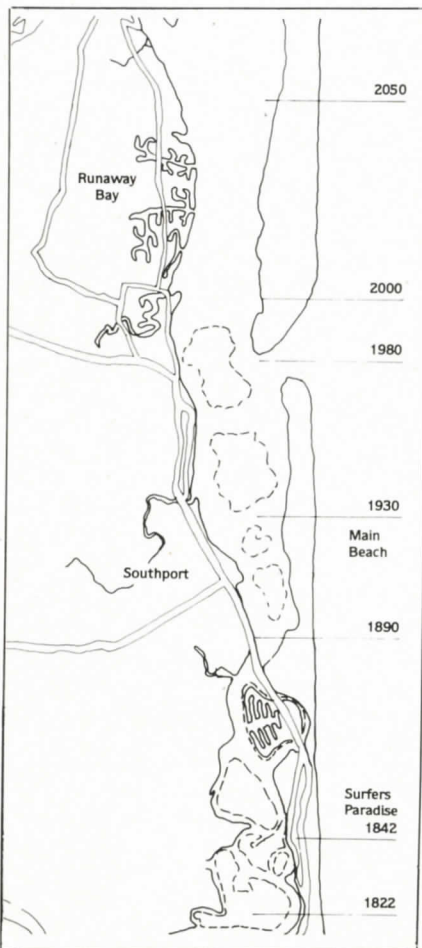 2050
Runaway
Bay
2000
1980
1930
Main
Beach
Southport
1890
Surfers
Paradise
1842
1822